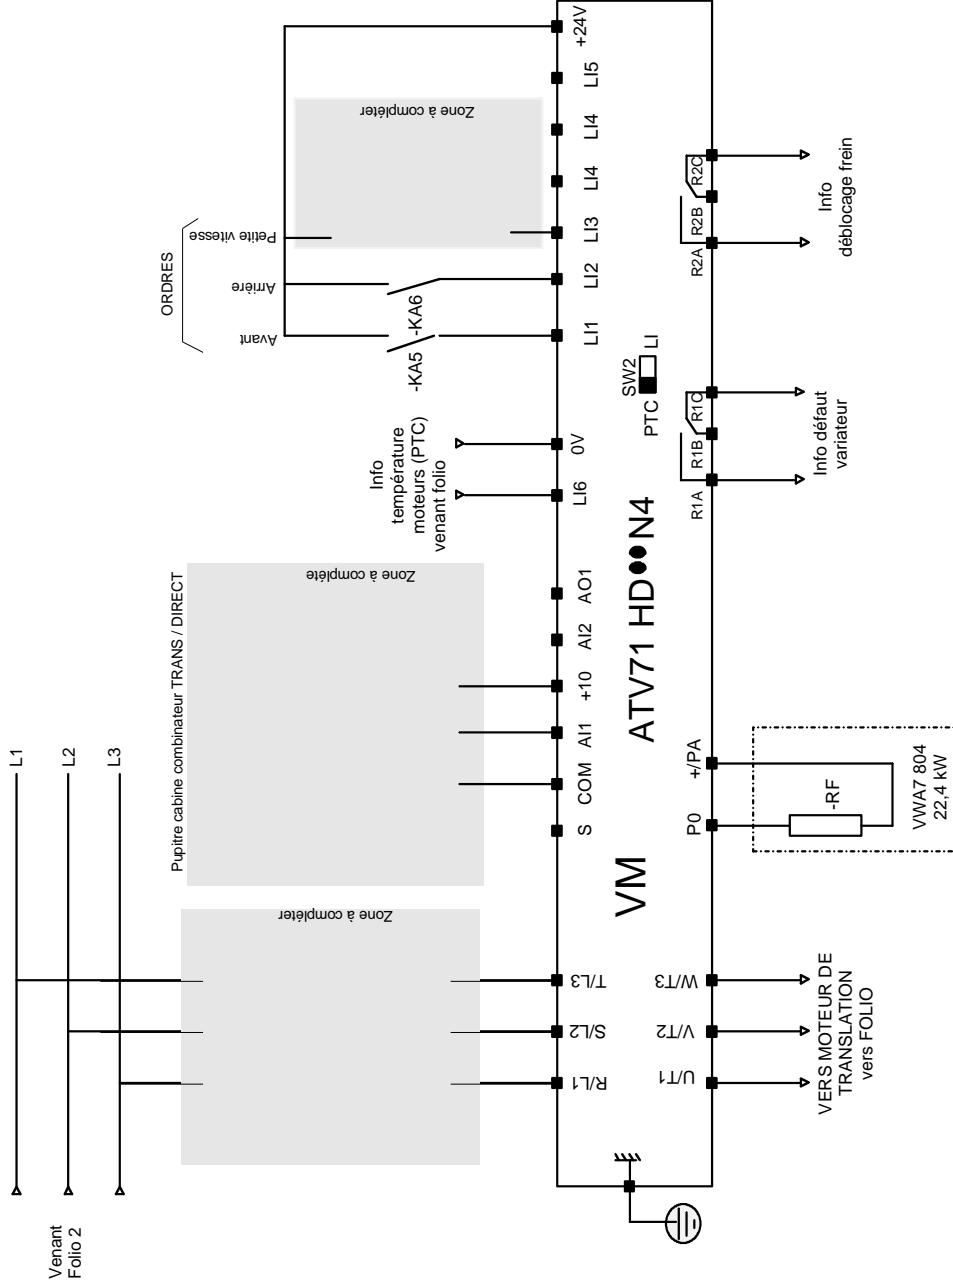 +24V
LI5
LI4
LI4
LI3
LI2
LI1
0V
LI6
AO1
AI2
+10
AI1
COM
S
T/L3
S/L2
R/L1
Zone à compléter
ORDRES
Petite vitesse
Arrière
Avant
-KA6
-KA5
Info
température
moteurs (PTC)
venant folio
Pupitre cabine combinateur TRANS / DIRECT
Zone à compléte
Zone à compléter
L1
L2
L3
Venant
Folio 2
SW2
PTC
LI
VM
ATV71 HD●●N4
R2C
R2B
R2A
Info
déblocage frein
R1C
R1B
R1A
Info défaut
variateur
+/PA
P0
-RF
VWA7 804
22,4 kW
W/T3
V/T2
U/T1
VERS MOTEUR DE
TRANSLATION
vers FOLIO